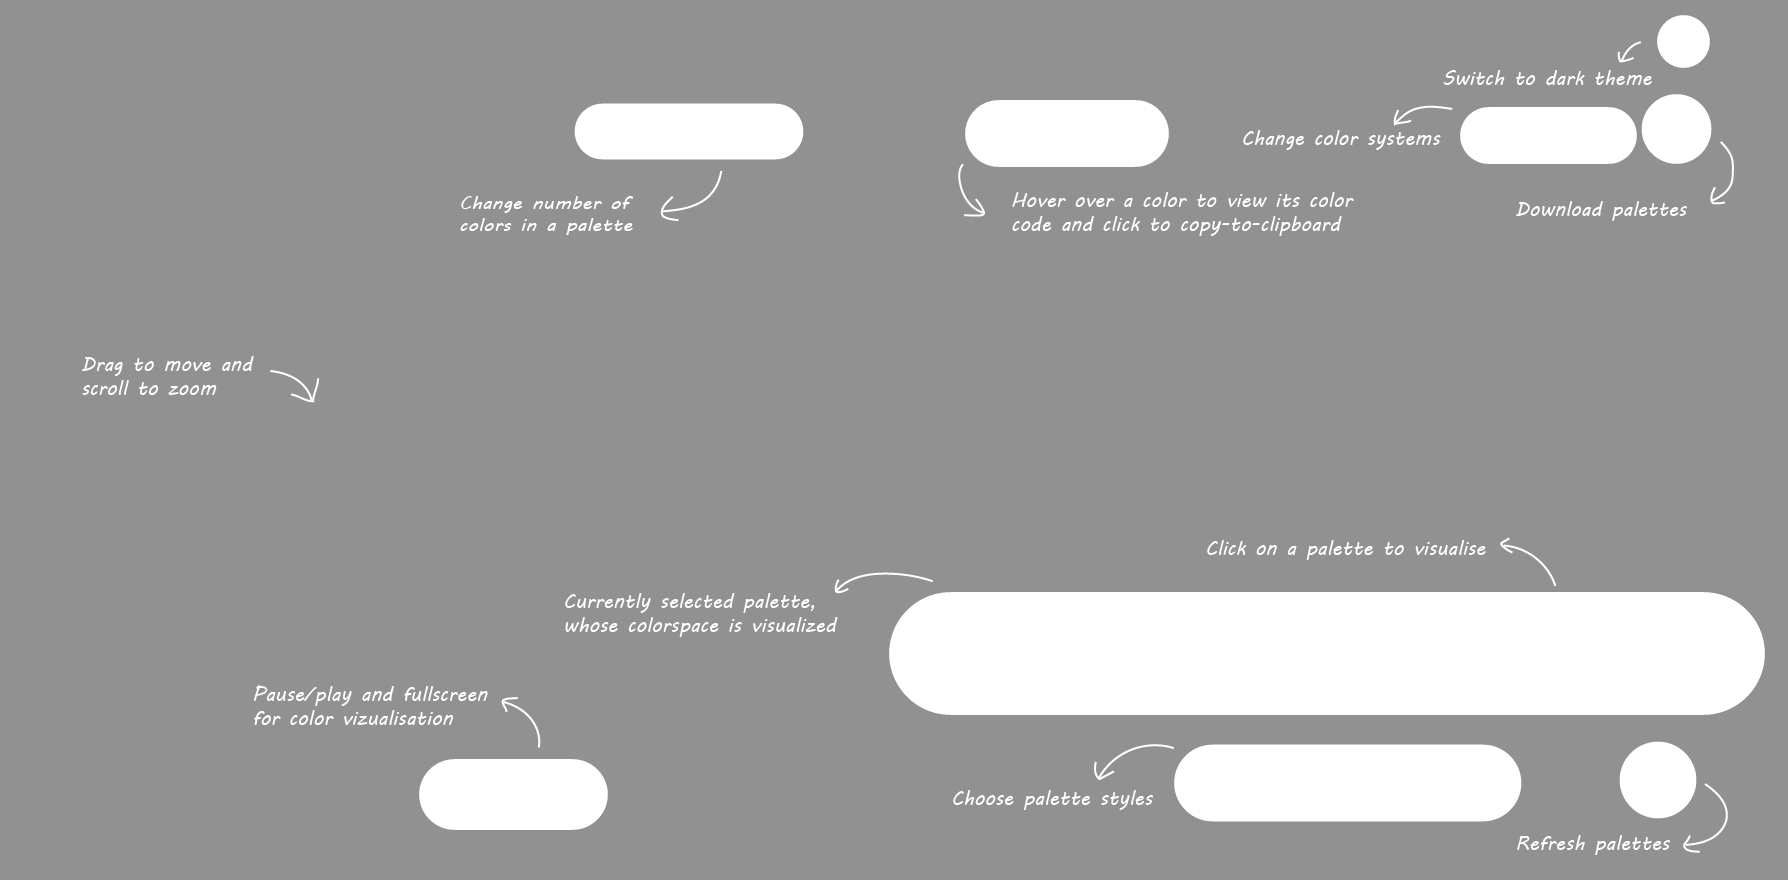 Switch to dark theme
Change color systems
Change number of
colors in a palette
Hover over a color to view its color
code and click to copy-to-clipboard
Download palettes
Drag to move and
scroll to zoom
Click on a palette to visualise
Currently selected palette,
whose colorspace is visualized
Pause/play and fullscreen
for color vizualisation
Choose palette styles
Refresh palettes